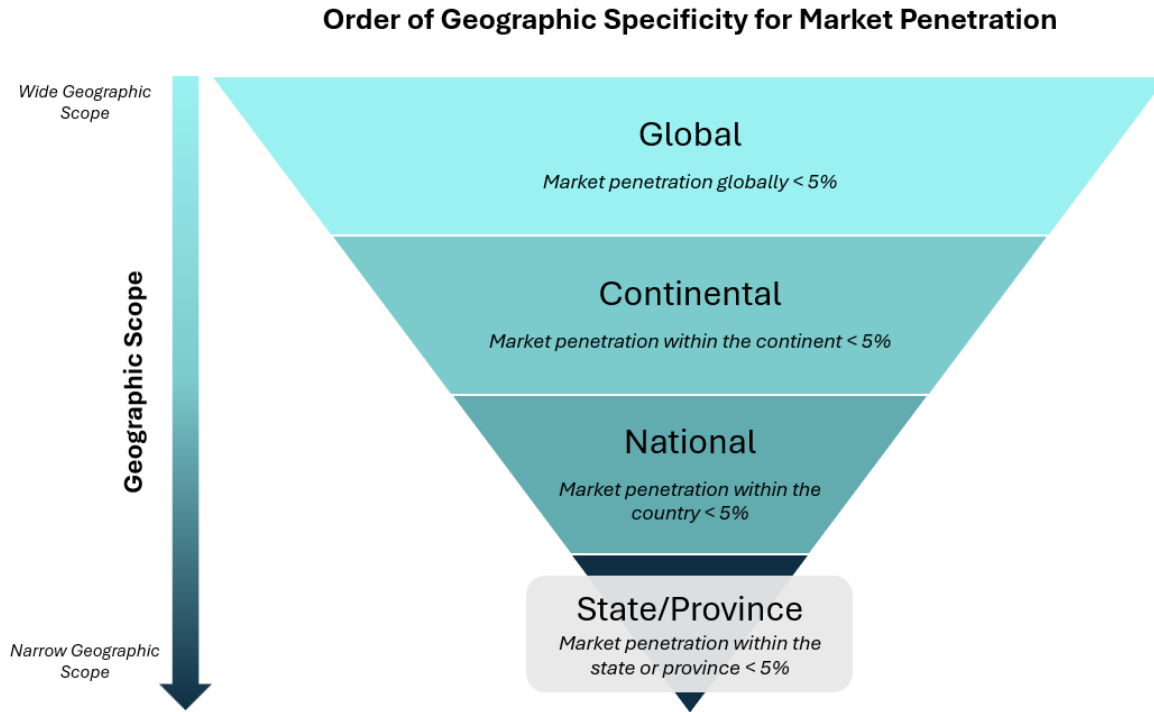 Order of Geographic Specificity for Market Penetration
Wide Geographic
Scope
Global
Market penetration globally < 5%
Continental
Market penetration within the continent < 5%
Geographic Scope
National
Market penetration within the
country < 5%
State/Province
Market penetration within the
state or province < 5%
Narrow Geographic
Scope